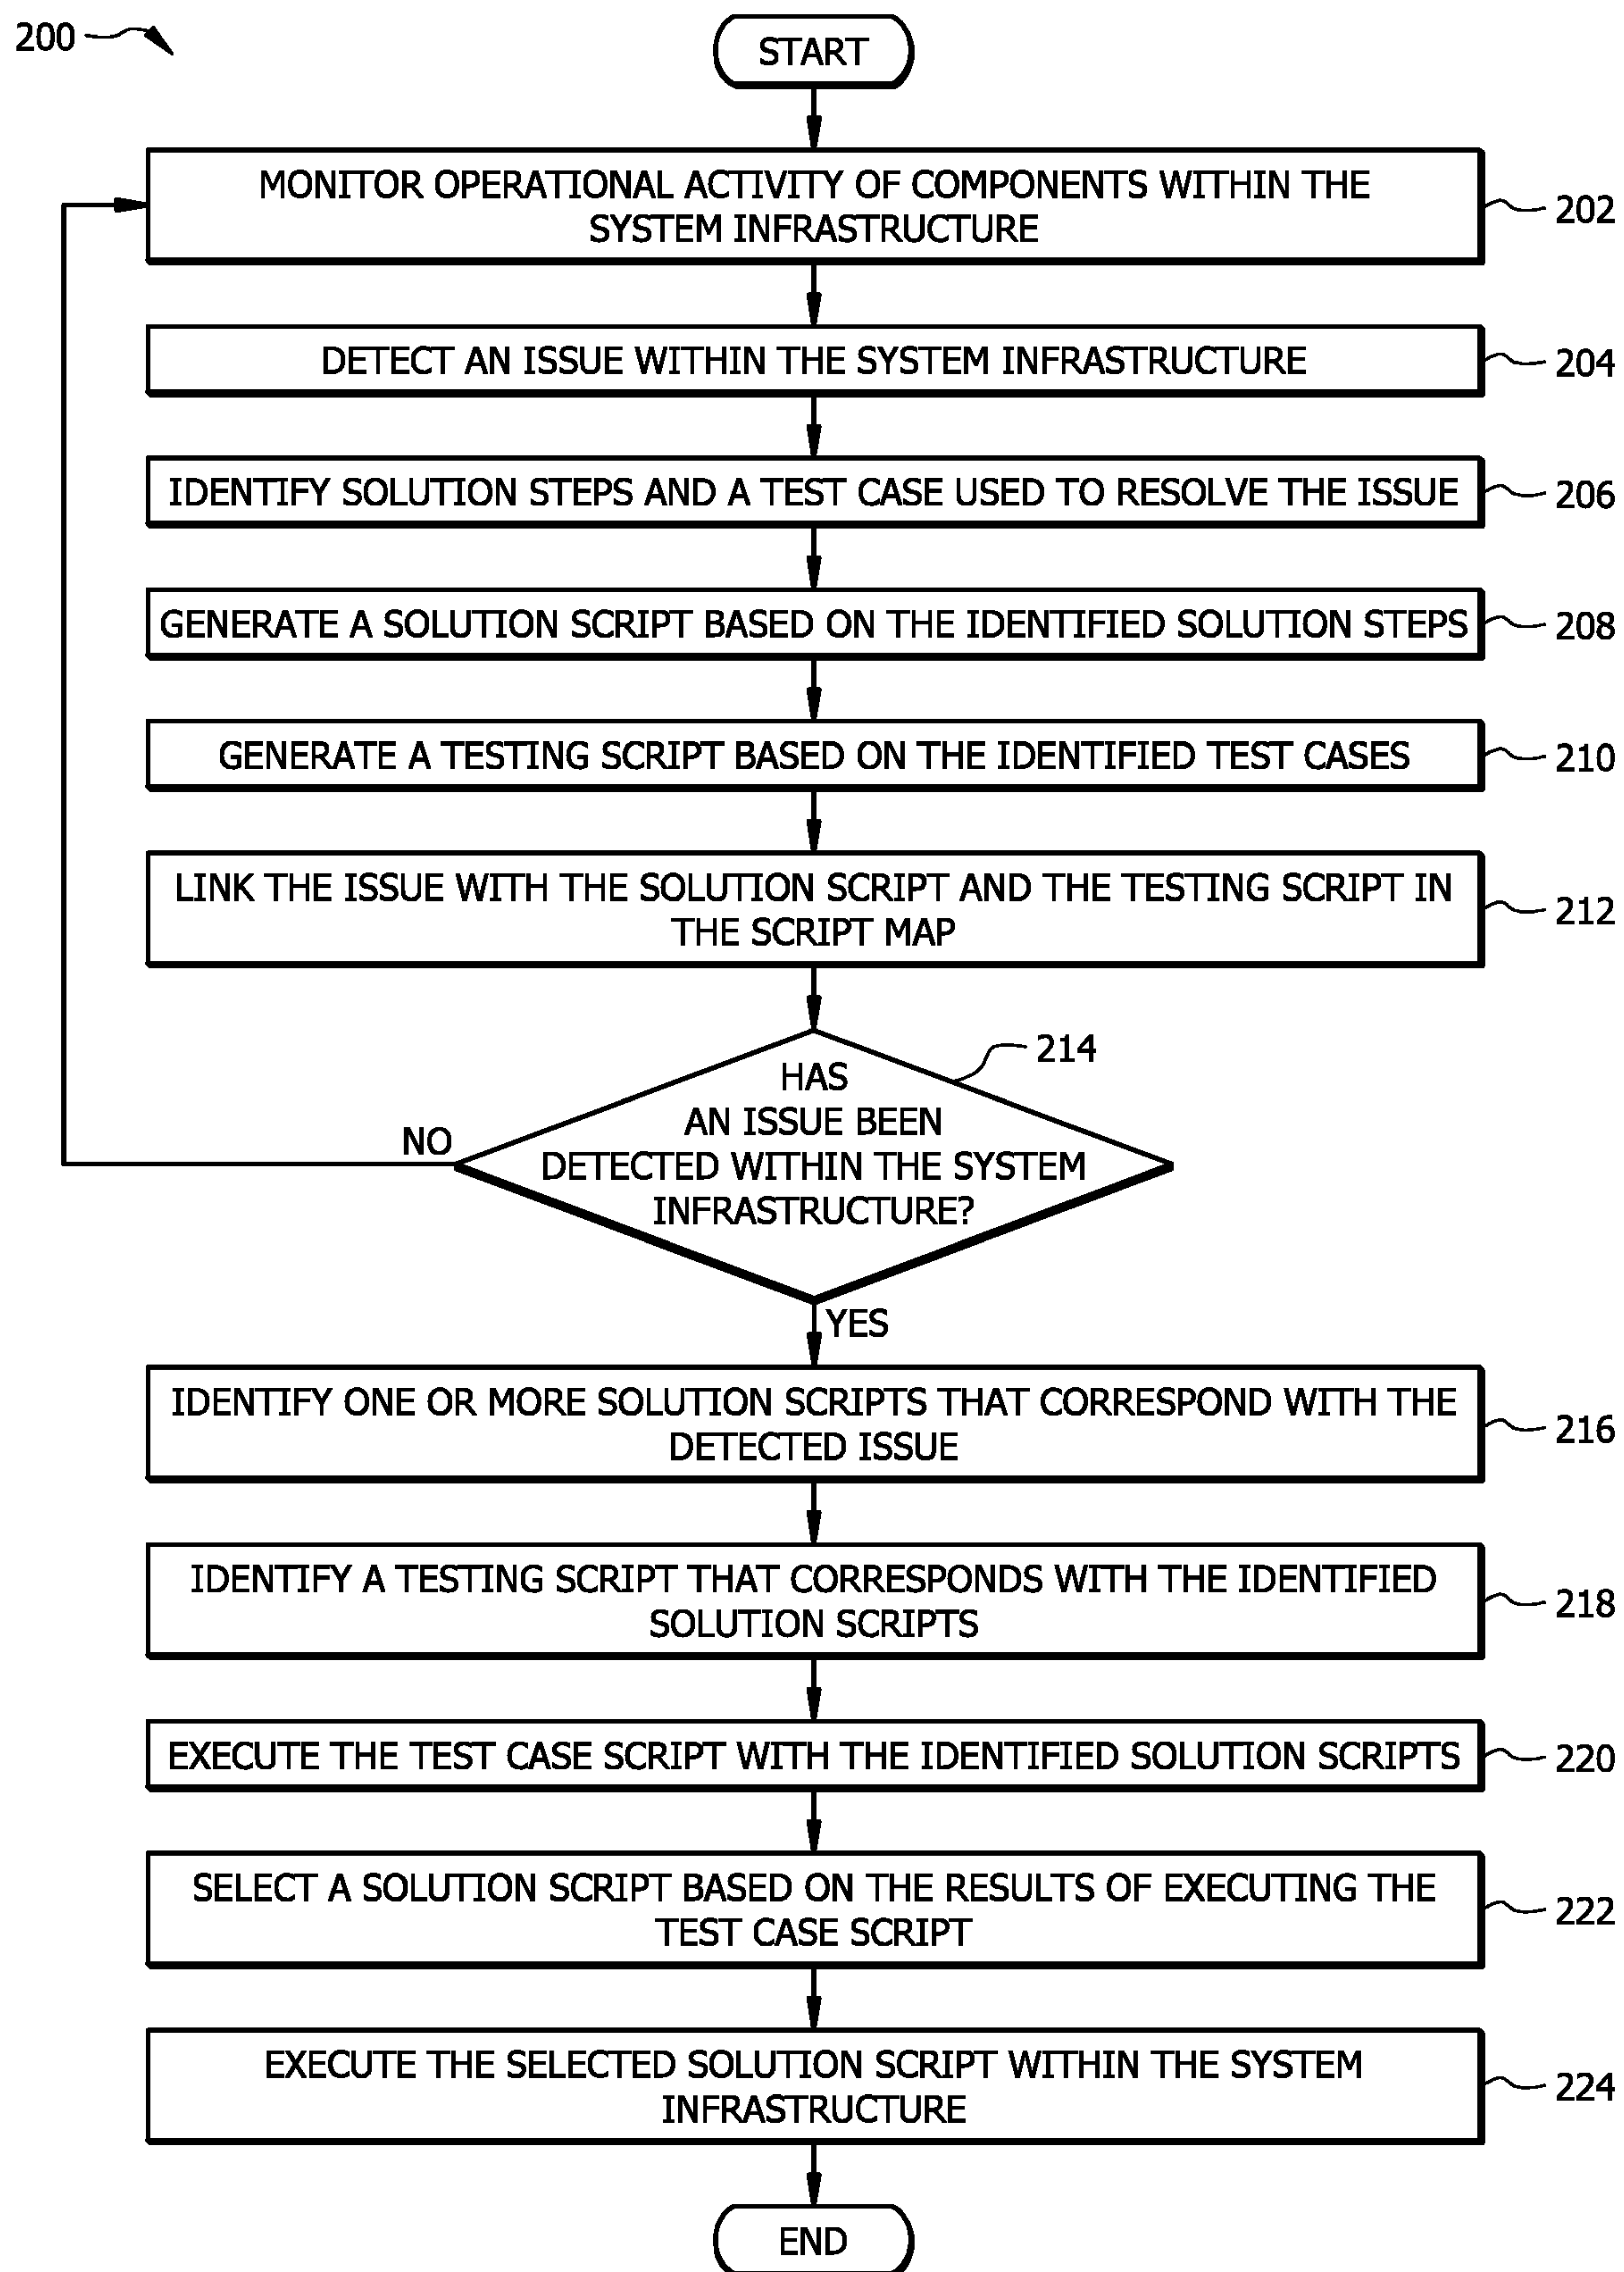 200
START
MONITOR OPERATIONAL ACTIVITY OF COMPONENTS WITHIN THE
SYSTEM INFRASTRUCTURE
202
DETECT AN ISSUE WITHIN THE SYSTEM INFRASTRUCTURE
204
IDENTIFY SOLUTION STEPS AND A TEST CASE USED TO RESOLVE THE ISSUE
206
GENERATE A SOLUTION SCRIPT BASED ON THE IDENTIFIED SOLUTION STEPS
208
GENERATE A TESTING SCRIPT BASED ON THE IDENTIFIED TEST CASES
210
LINK THE ISSUE WITH THE SOLUTION SCRIPT AND THE TESTING SCRIPT IN
THE SCRIPT MAP
212
214
HAS
AN ISSUE BEEN
DETECTED WITHIN THE SYSTEM
INFRASTRUCTURE?
NO
YES
IDENTIFY ONE OR MORE SOLUTION SCRIPTS THAT CORRESPOND WITH THE
DETECTED ISSUE
216
IDENTIFY A TESTING SCRIPT THAT CORRESPONDS WITH THE IDENTIFIED
SOLUTION SCRIPTS
218
EXECUTE THE TEST CASE SCRIPT WITH THE IDENTIFIED SOLUTION SCRIPTS
220
SELECT A SOLUTION SCRIPT BASED ON THE RESULTS OF EXECUTING THE
TEST CASE SCRIPT
222
EXECUTE THE SELECTED SOLUTION SCRIPT WITHIN THE SYSTEM
INFRASTRUCTURE
224
END